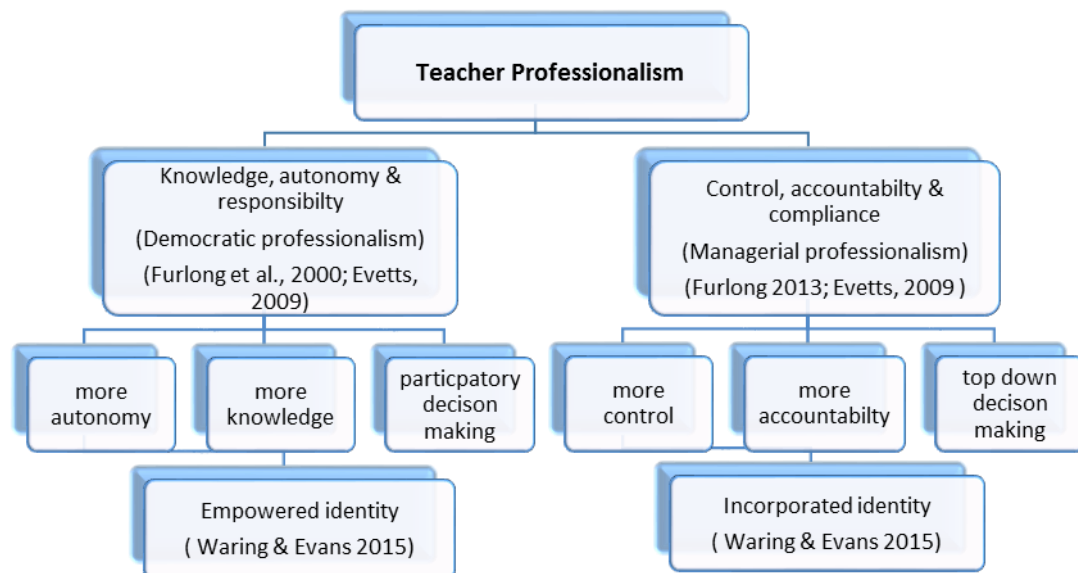 Teacher Professionalism
Knowledge, autonomy &
responsibilty
(Democratic professionalism)
(Furlong et al., 2000; Evetts,
2009)
Control, accountabilty &
compliance
(Managerial professionalism)
(Furlong 2013; Evetts, 2009 )
more
autonomy
more
knowledge
particpatory
decison
making
more
control
more
accountabilty
top down
decison
making
Empowered identity
( Waring & Evans 2015)
Incorporated identity
( Waring & Evans 2015)